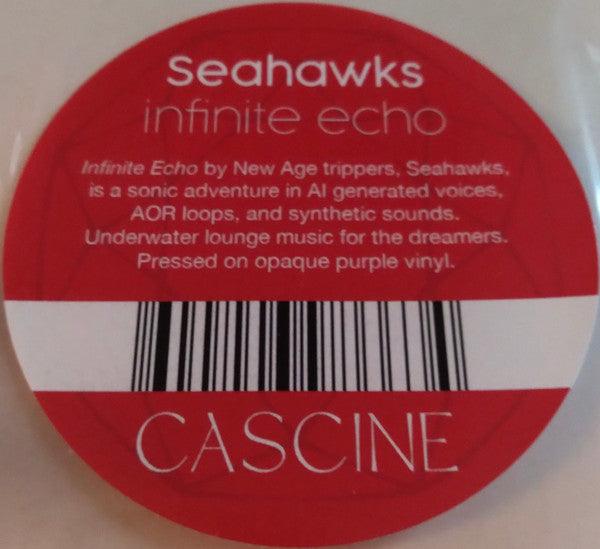 Seahawks
infinite echo
Infinite Echo by New Age trippers, Seahawks,
is a sonic adventure in AI generated voices,
AOR loops, and synthetic sounds.
Underwater lounge music for the dreamers.
Pressed on opaque purple vinyl.
CASCINE